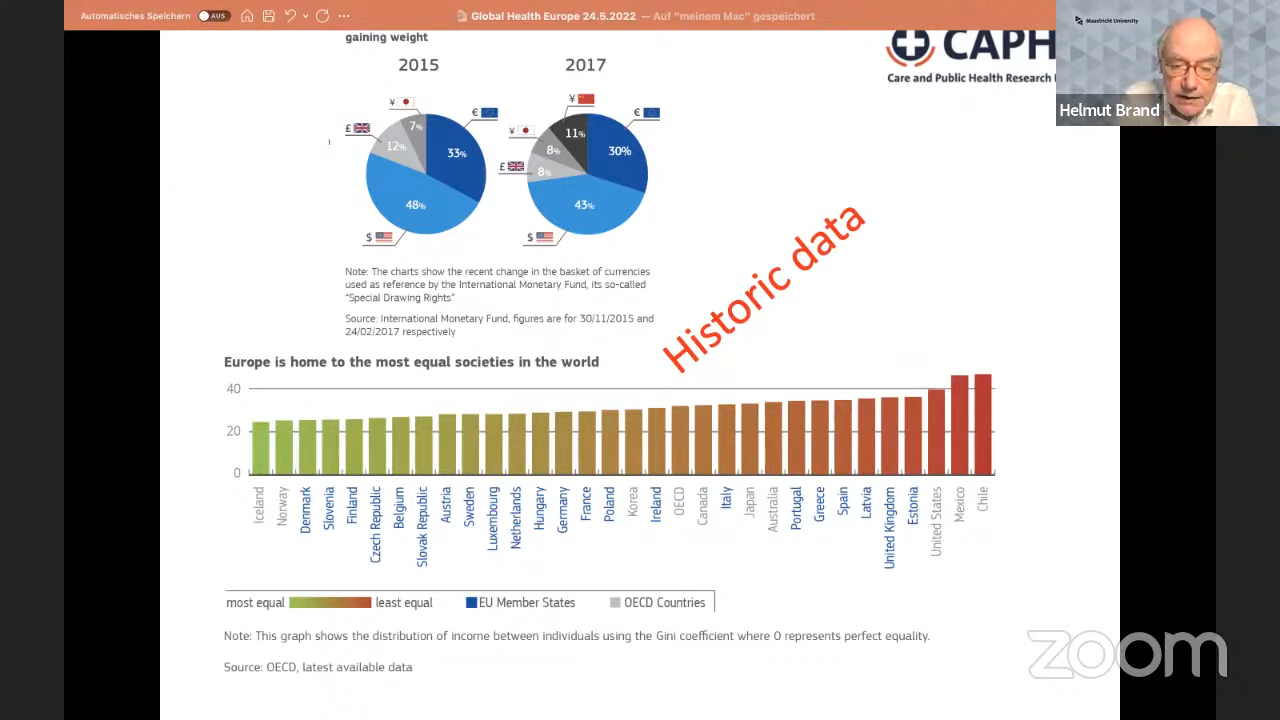 Automatisches Speichern AUS
Global Health Europe 24.5.2022 — Auf "meinem Mac" gespeichert
Maastricht University
Helmut Brand
gaining weight
CAPH
Care and Public Health Research
2015
2017
¥
7%
€
33%
£
12%
48%
$
¥
11%
€
30%
¥
8%
£
8%
43%
$
Note: The charts show the recent change in the basket of currencies
used as reference by the International Monetary Fund, its so-called
“Special Drawing Rights”
Source: International Monetary Fund, figures are for 30/11/2015 and
24/02/2017 respectively
Historic data
Europe is home to the most equal societies in the world
40
20
0
Iceland
Norway
Denmark
Slovenia
Finland
Czech Republic
Belgium
Slovak Republic
Austria
Sweden
Luxembourg
Netherlands
Hungary
Germany
France
Poland
Korea
Ireland
OECD
Canada
Italy
Japan
Australia
Portugal
Greece
Spain
Latvia
United Kingdom
Estonia
United States
Mexico
Chile
most equal least equal EU Member States OECD Countries
Note: This graph shows the distribution of income between individuals using the Gini coefficient where 0 represents perfect equality.
Source: OECD, latest available data
zoom